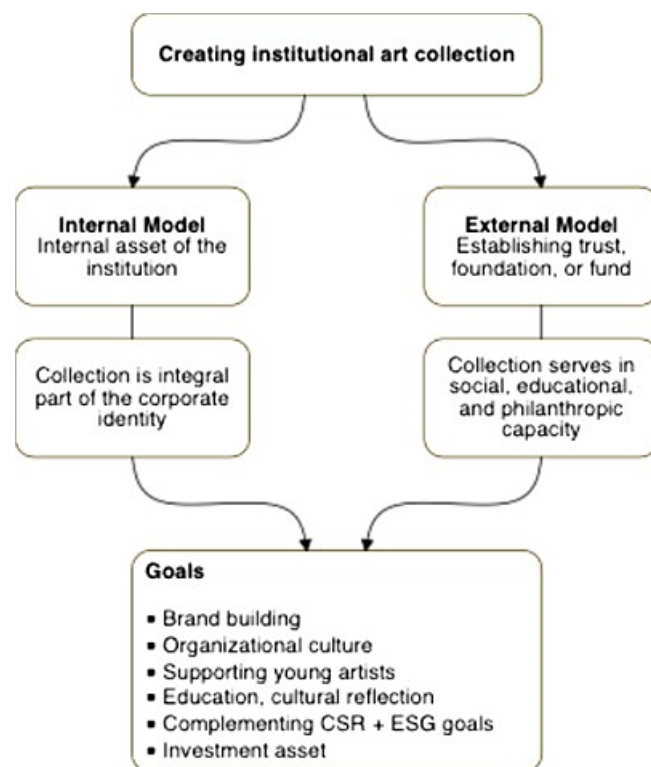 Creating institutional art collection
Internal Model
Internal asset of the
institution
External Model
Establishing trust,
foundation, or fund
Collection is integral
part of the corporate
identity
Collection serves in
social, educational,
and philanthropic
capacity
Goals
▪ Brand building
▪ Organizational culture
▪ Supporting young artists
▪ Education, cultural reflection
▪ Complementing CSR + ESG goals
▪ Investment asset